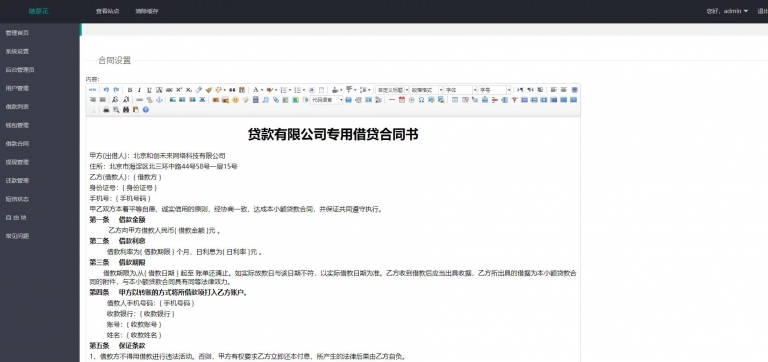 随意花
查看站点 清除缓存
您好，admin
管理首页
系统设置
后台管理员
用户管理
借款列表
钱包管理
借款合同
提现管理
还款管理
短信状态
自由块
常见问题
合同设置
内容:
HTML
自定义标题 段落格式 字体 字号
代码语言
贷款有限公司专用借贷合同书
甲方(出借人)：北京和创未来网络科技有限公司
住所：北京市海淀区北三环中路44号58号一层15号
乙方(借款人)：( 借款方 )
身份证号：( 身份证号 )
手机号：( 手机号码 )
甲乙双方本着平等自愿、诚实信用的原则，经协商一致，达成本小额贷款合同，并保证共同遵守执行。
第一条 借款金额
乙方向甲方借款人民币( 借款金额 )元 。
第二条 借款利息
借款利率为( 借款期限 ) 个月，日利息为( 日利率 )元 。
第三条 借款期限
借款期限为,从( 借款日期 ) 起至 账单还清止。如实际放款日与该日期不符，以实际借款日期为准。乙方收到借款后应当出具收据，乙方所出具的借据为本小额贷款合
同的附件，与本小额贷款合同具有同等法律效力。
第四条 甲方以转账的方式将所借款项打入乙方账户。
借款人手机号码：( 手机号码 )
收款银行：( 收款银行 )
账号：( 收款账号 )
姓名：( 收款姓名 )
第五条 保证条款
1、借款方不得用借款进行违法活动。否则，甲方有权要求乙方立即还本付息，所产生的法律后果由乙方自负。